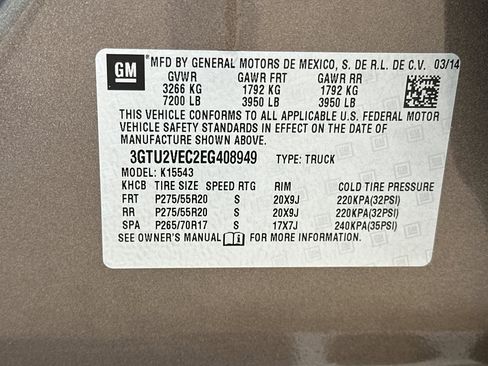 GM
MFD BY GENERAL MOTORS DE MEXICO, S. DE R.L. DE C.V. 03/14
GVWR GAWR FRT GAWR RR
3266 KG 1792 KG 1792 KG
7200 LB 3950 LB 3950 LB
THIS VEHICLE CONFORMS TO ALL APPLICABLE U.S. FEDERAL MOTOR
VEHICLE SAFETY STANDARDS IN EFFECT ON THE DATE OF
MANUFACTURE SHOWN ABOVE.
3GTU2VEC2EG408949 TYPE: TRUCK
MODEL: K15543
KHCB TIRE SIZE SPEED RTG RIM COLD TIRE PRESSURE
FRT P275/55R20 S 20X9J 220KPA(32PSI)
RR P275/55R20 S 20X9J 220KPA(32PSI)
SPA P265/70R17 S 17X7J 240KPA(35PSI)
SEE OWNER'S MANUAL FOR MORE INFORMATION.